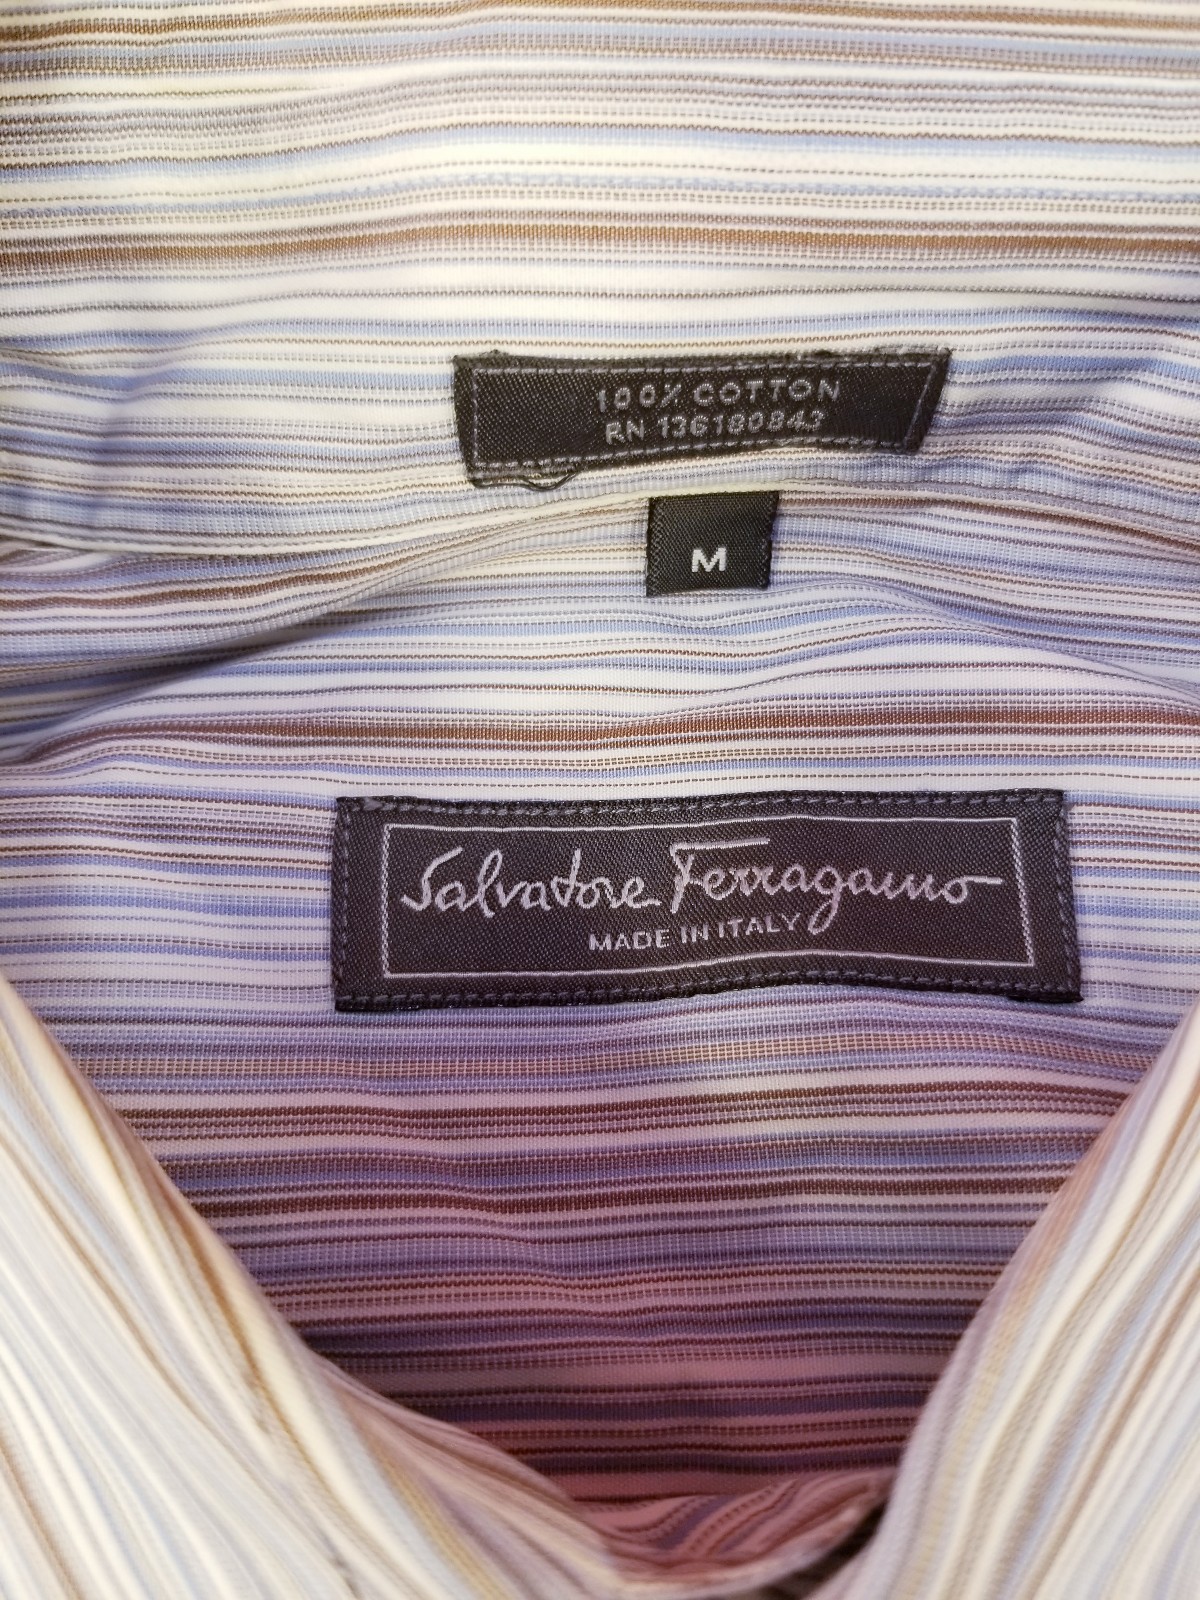 100% COTTON
RN 136180843
M
Salvatore Ferragamo
MADE IN ITALY